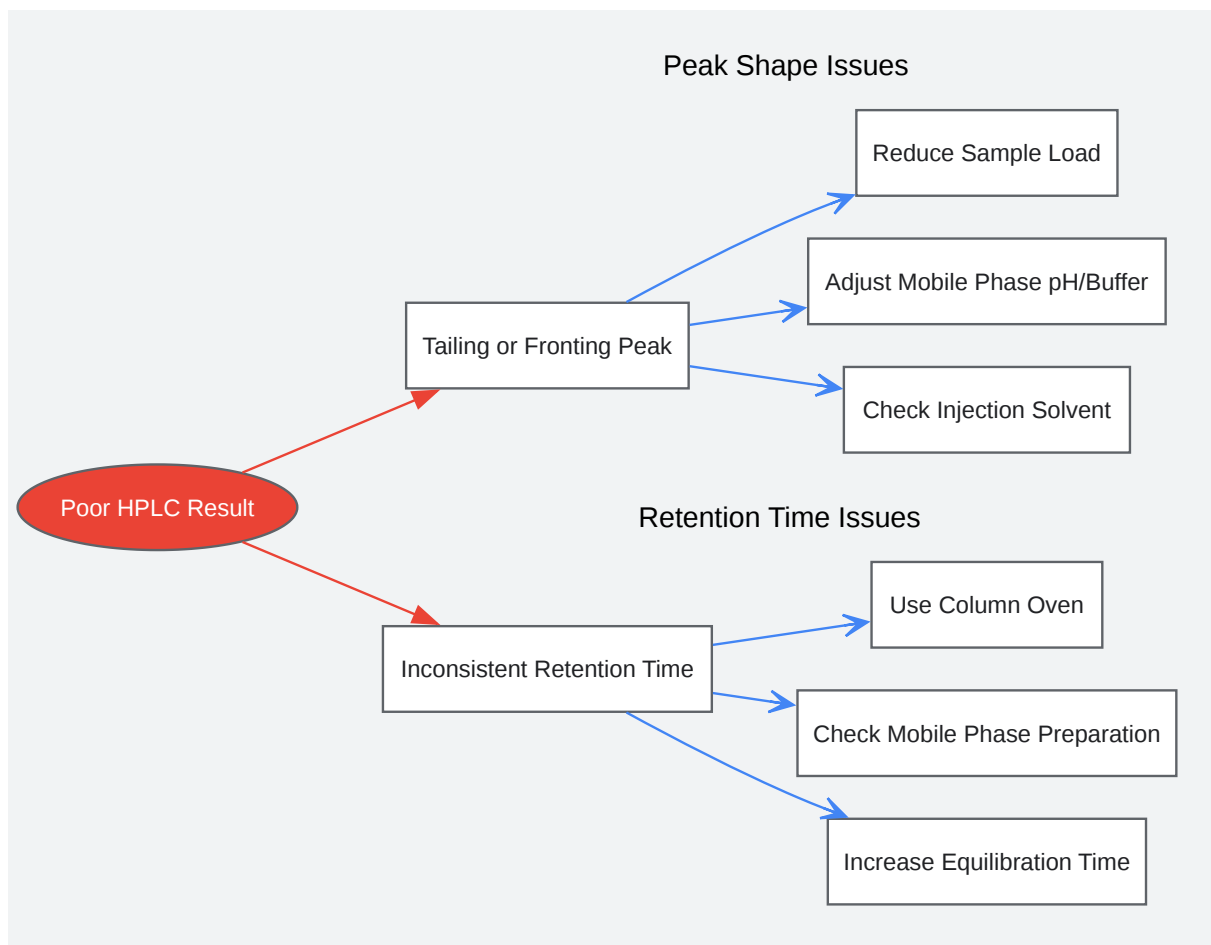 Peak Shape Issues
Reduce Sample Load
Adjust Mobile Phase pH/Buffer
Tailing or Fronting Peak
Check Injection Solvent
Poor HPLC Result
Retention Time Issues
Use Column Oven
Inconsistent Retention Time
Check Mobile Phase Preparation
Increase Equilibration Time